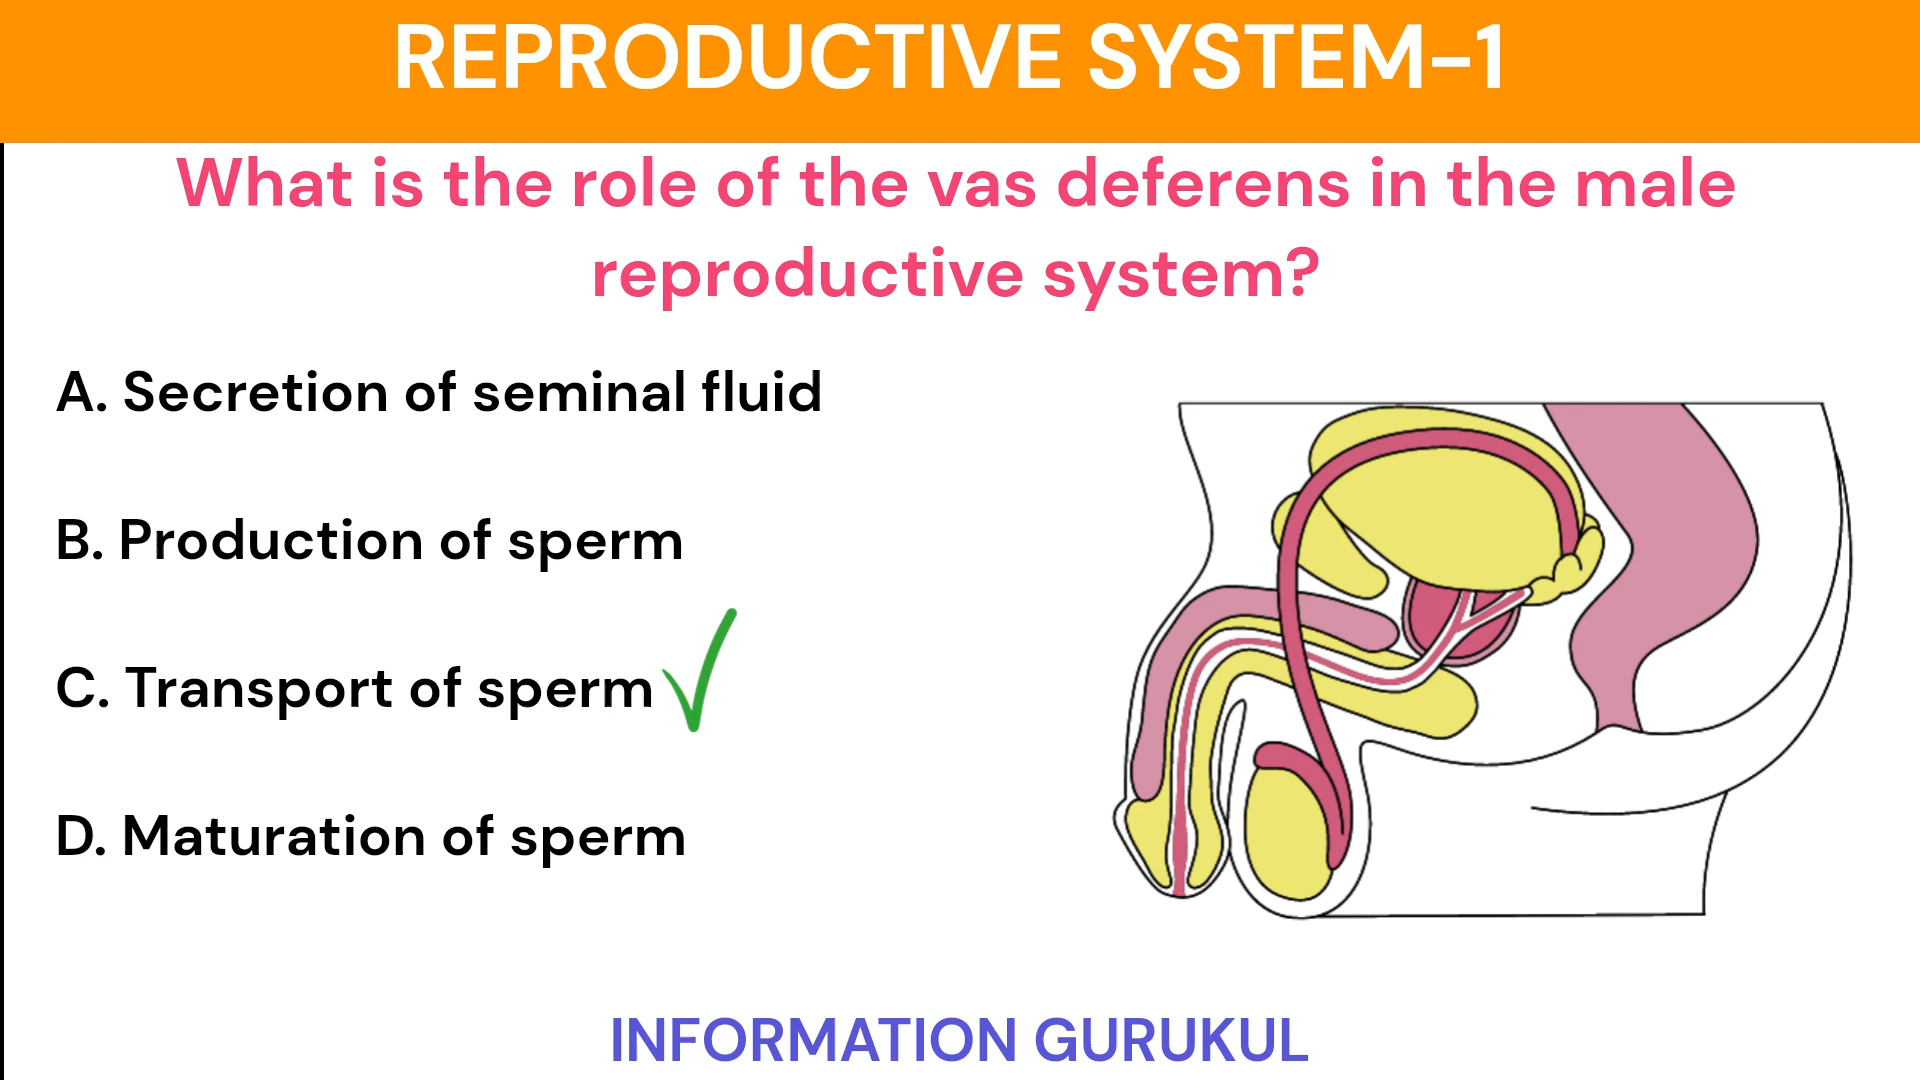 REPRODUCTIVE SYSTEM-1
What is the role of the vas deferens in the male
reproductive system?
A. Secretion of seminal fluid
B. Production of sperm
C. Transport of sperm
D. Maturation of sperm
INFORMATION GURUKUL